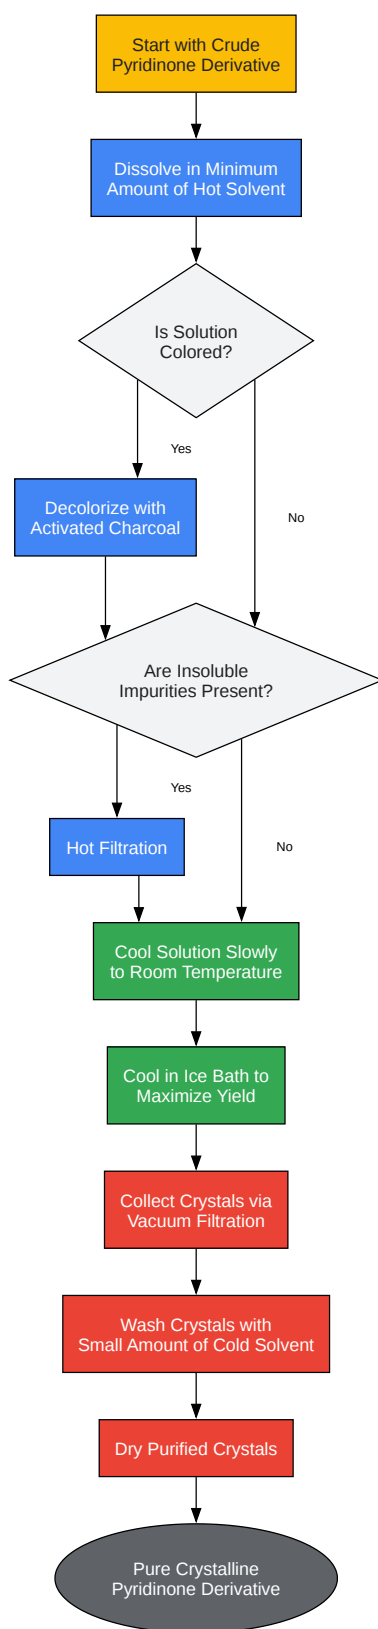 Start with Crude
Pyridinone Derivative
Dissolve in Minimum
Amount of Hot Solvent
Is Solution
Colored?
Yes
Decolorize with
Activated Charcoal
No
Are Insoluble
Impurities Present?
Yes
Hot Filtration
No
Cool Solution Slowly
to Room Temperature
Cool in Ice Bath to
Maximize Yield
Collect Crystals via
Vacuum Filtration
Wash Crystals with
Small Amount of Cold Solvent
Dry Purified Crystals
Pure Crystalline
Pyridinone Derivative